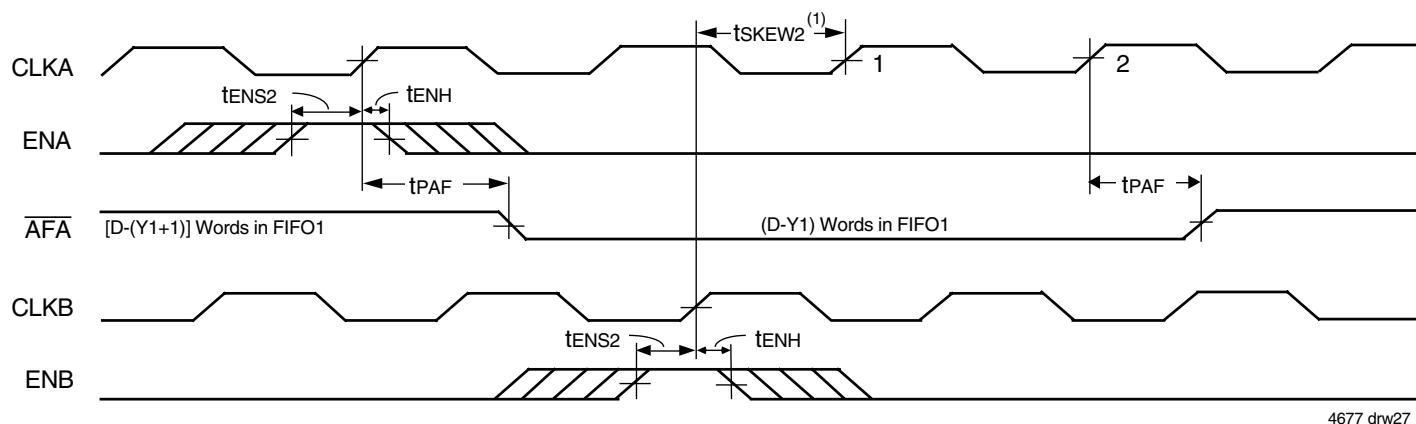 tSKEW2 (1)
CLKA
1
2
tENS2
tENH
ENA
tPAF
tPAF
AFA
[D-(Y1+1)] Words in FIFO1
(D-Y1) Words in FIFO1
CLKB
tENS2
tENH
ENB
4677 drw27